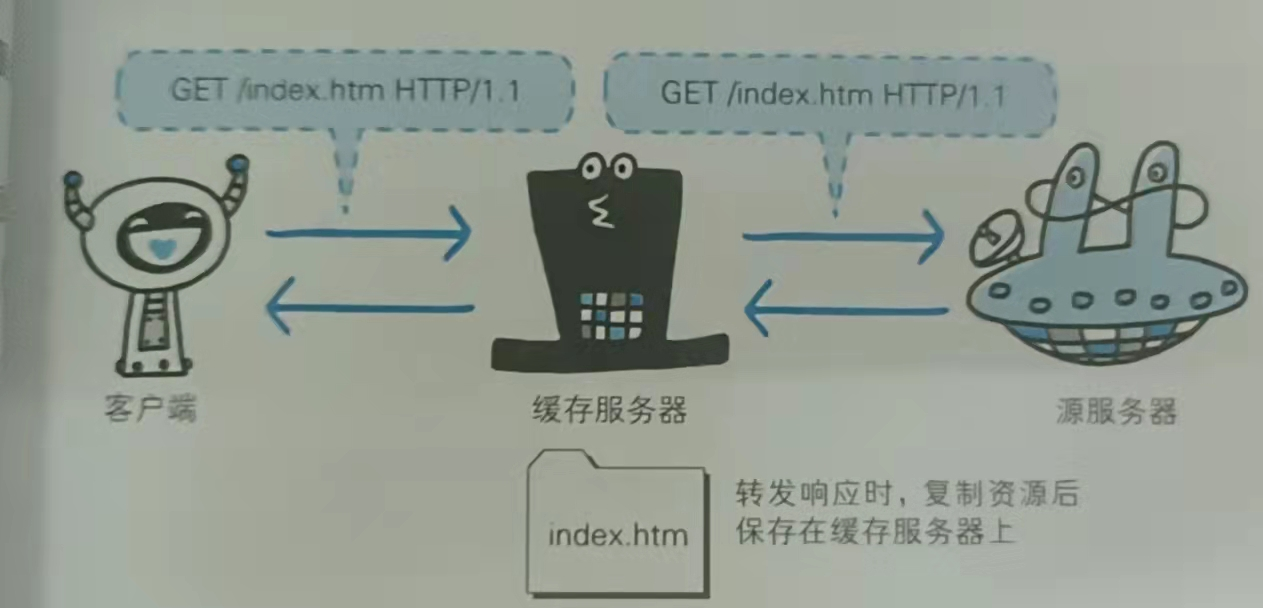 GET /index.htm HTTP/1.1
GET /index.htm HTTP/1.1
客户端
缓存服务器
源服务器
index.htm
转发响应时，复制资源后
保存在缓存服务器上